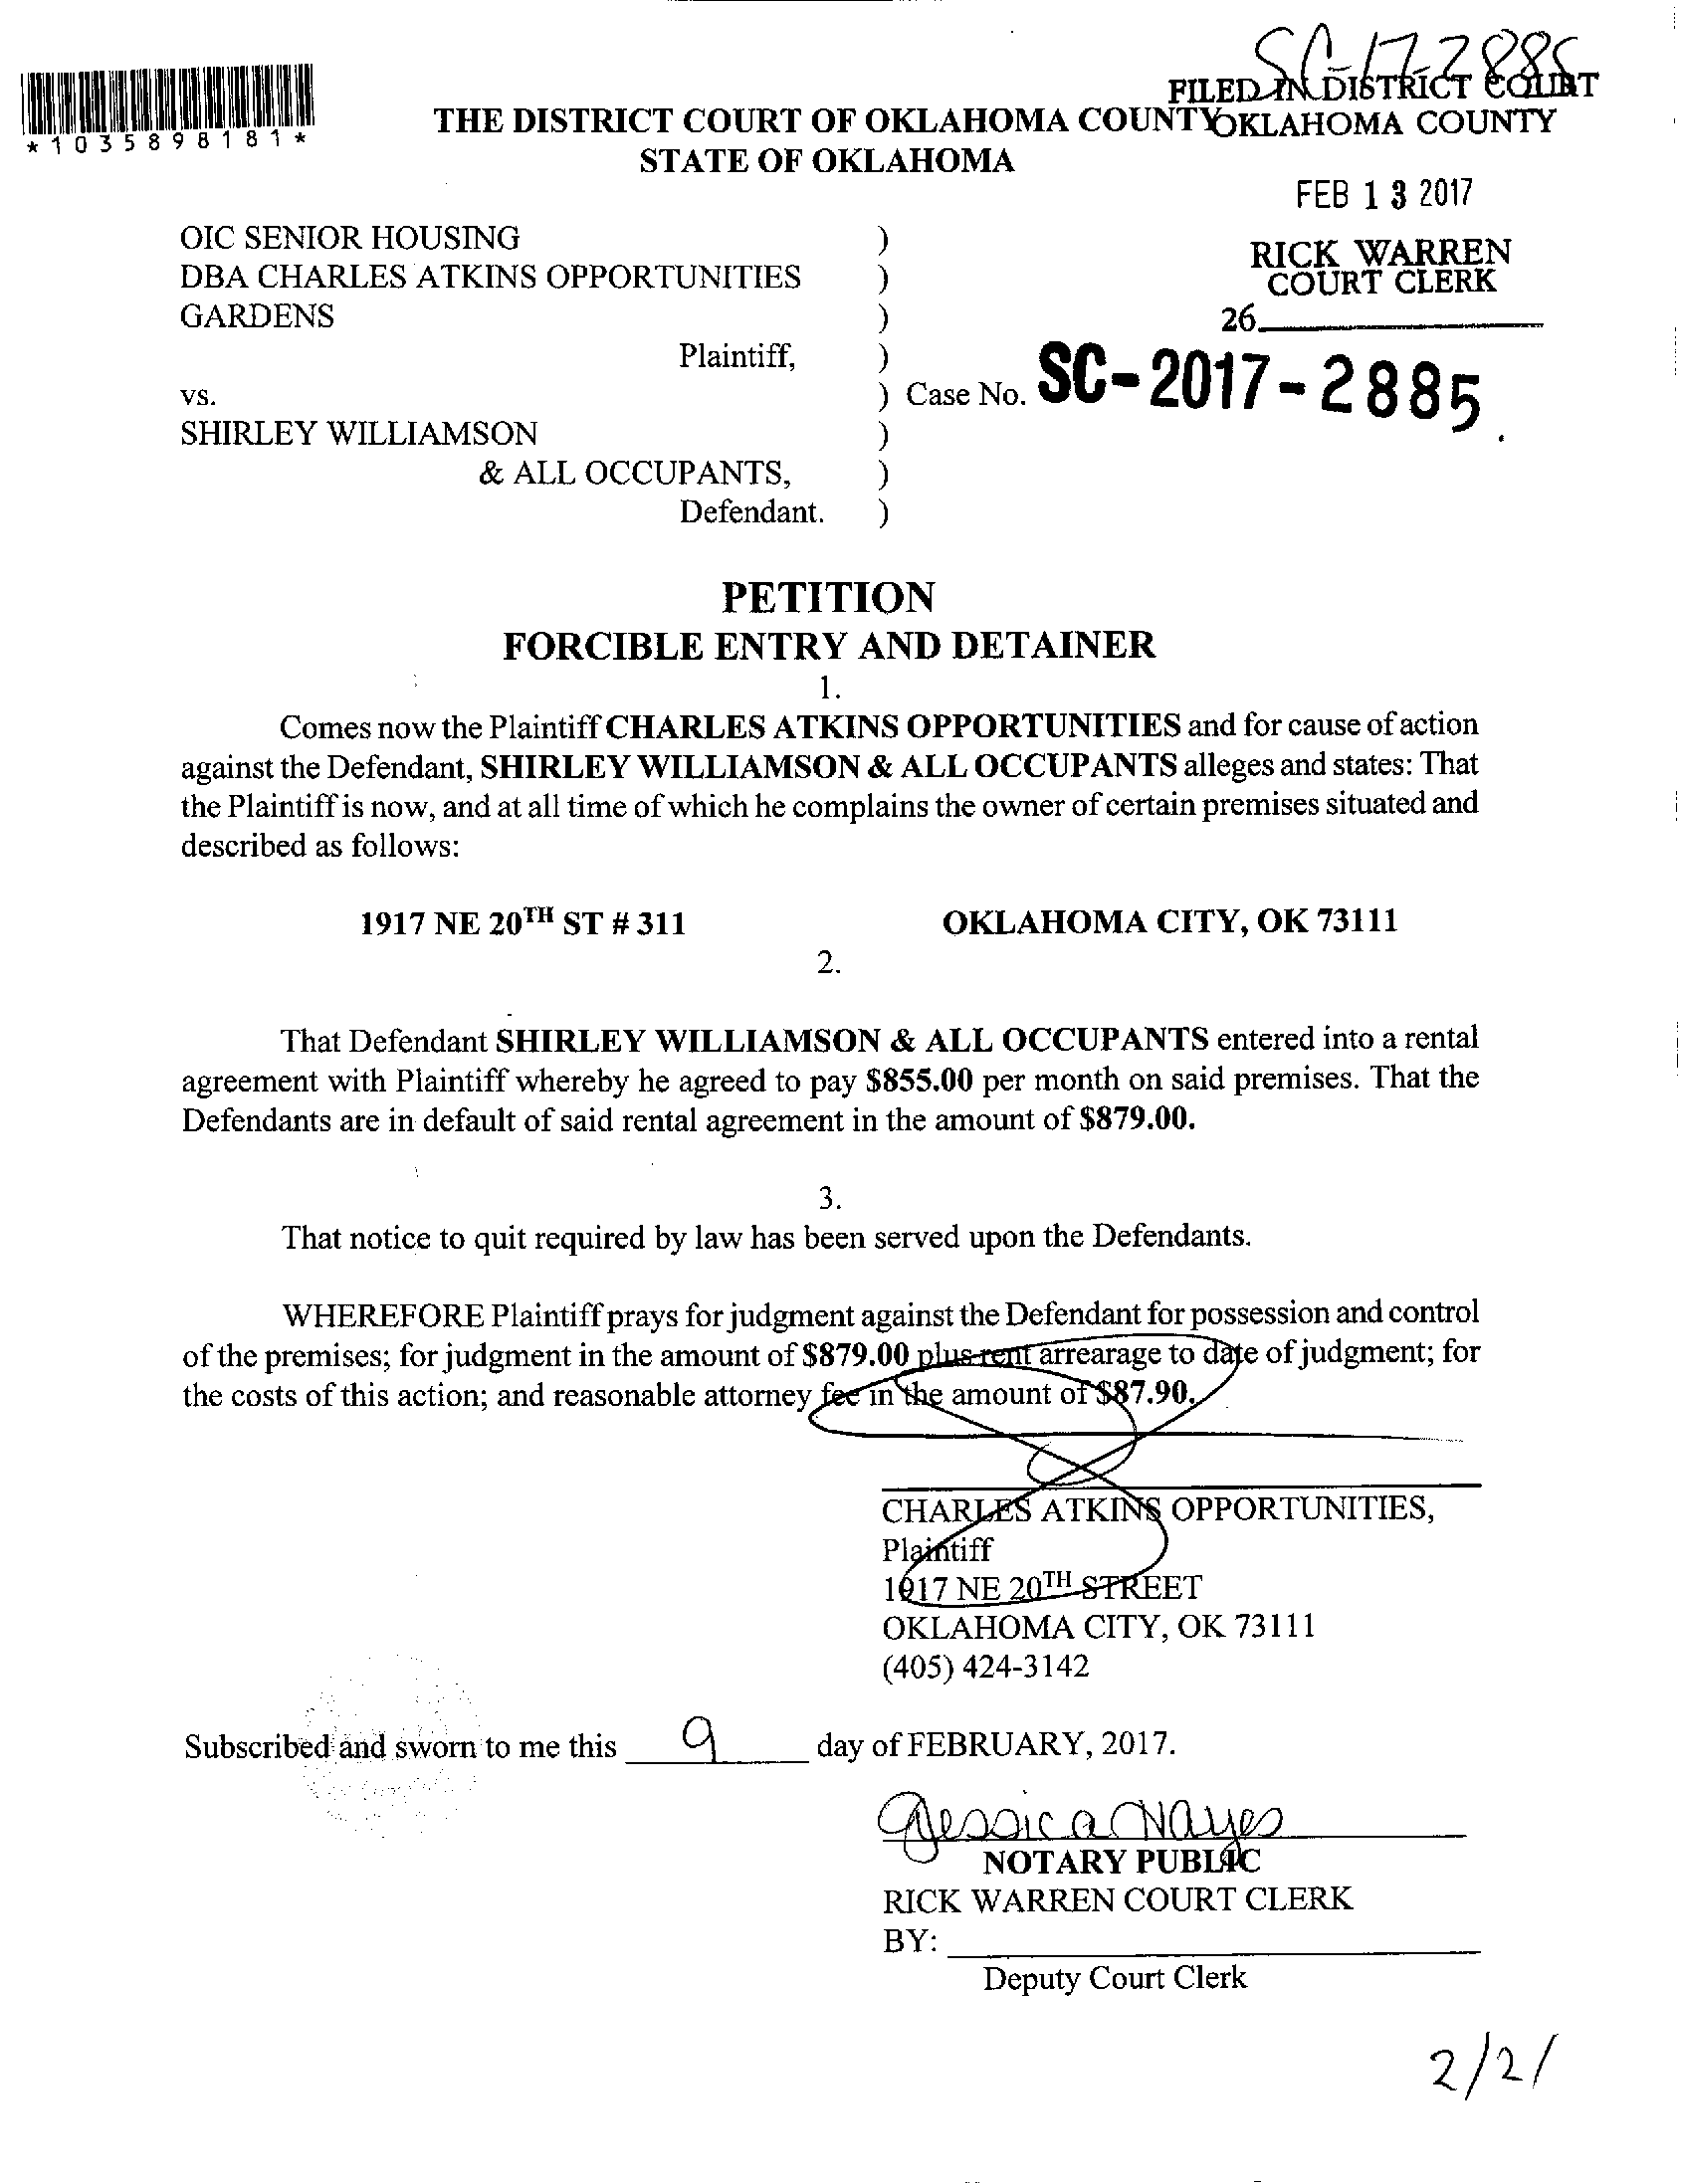 SC-17-2885
FILED IN DISTRICT COURT
OKLAHOMA COUNTY
*1035898181*
THE DISTRICT COURT OF OKLAHOMA COUNTY
STATE OF OKLAHOMA
FEB 13 2017
RICK WARREN
COURT CLERK
26
OIC SENIOR HOUSING )
DBA CHARLES ATKINS OPPORTUNITIES )
GARDENS )
Plaintiff, )
vs. ) Case No. SC-2017-2885
SHIRLEY WILLIAMSON )
& ALL OCCUPANTS, )
Defendant. )
PETITION
FORCIBLE ENTRY AND DETAINER
1.
Comes now the Plaintiff CHARLES ATKINS OPPORTUNITIES and for cause of action
against the Defendant, SHIRLEY WILLIAMSON & ALL OCCUPANTS alleges and states: That
the Plaintiff is now, and at all time of which he complains the owner of certain premises situated and
described as follows:
1917 NE 20TH ST # 311 OKLAHOMA CITY, OK 73111
2.
That Defendant SHIRLEY WILLIAMSON & ALL OCCUPANTS entered into a rental
agreement with Plaintiff whereby he agreed to pay $855.00 per month on said premises. That the
Defendants are in default of said rental agreement in the amount of $879.00.
3.
That notice to quit required by law has been served upon the Defendants.
WHEREFORE Plaintiff prays for judgment against the Defendant for possession and control
of the premises; for judgment in the amount of $879.00 plus rent arrearage to date of judgment; for
the costs of this action; and reasonable attorney fee in the amount of $87.90.
CHARLES ATKINS OPPORTUNITIES,
Plaintiff
1917 NE 20TH STREET
OKLAHOMA CITY, OK 73111
(405) 424-3142
Subscribed and sworn to me this 9 day of FEBRUARY, 2017.
Jessica Nayes
NOTARY PUBLIC
RICK WARREN COURT CLERK
BY:
Deputy Court Clerk
2/21